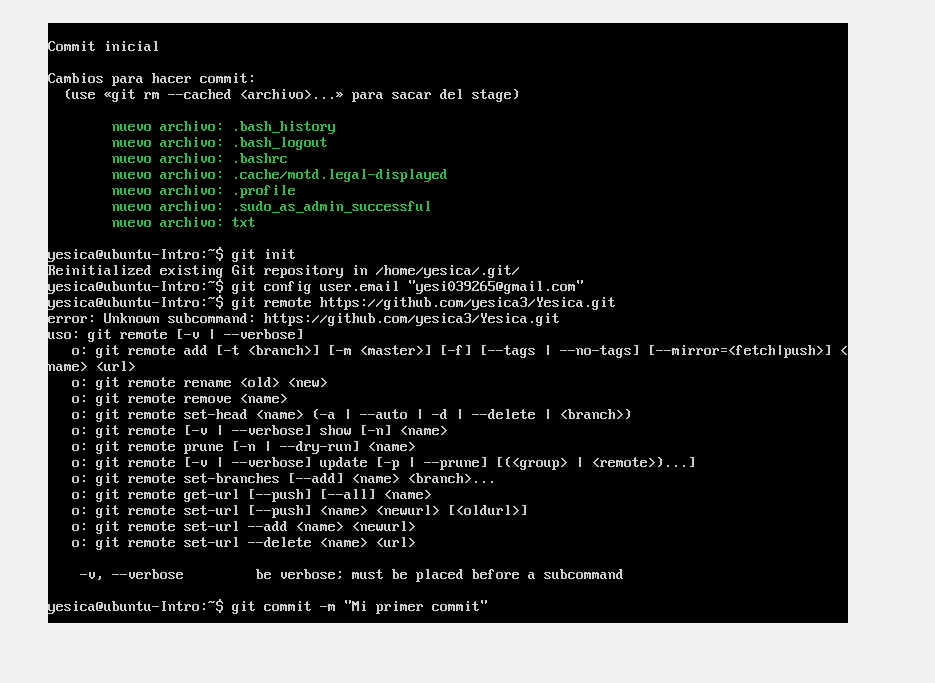 Commit inicial
Cambios para hacer commit:
(use «git rm --cached <archivo>...» para sacar del stage)
nuevo archivo: .bash_history
nuevo archivo: .bash_logout
nuevo archivo: .bashrc
nuevo archivo: .cache/motd.legal-displayed
nuevo archivo: .profile
nuevo archivo: .sudo_as_admin_successful
nuevo archivo: txt
yesica@ubuntu-Intro:~$ git init
Reinitialized existing Git repository in /home/yesica/.git/
yesica@ubuntu-Intro:~$ git config user.email "yesi039265@gmail.com"
yesica@ubuntu-Intro:~$ git remote https://github.com/yesica3/Yesica.git
error: Unknown subcommand: https://github.com/yesica3/Yesica.git
uso: git remote [-v | --verbose]
o: git remote add [-t <branch>] [-m <master>] [-f] [--tags | --no-tags] [--mirror=<fetch|push>] <
name> <url>
o: git remote rename <old> <new>
o: git remote remove <name>
o: git remote set-head <name> (-a | --auto | -d | --delete | <branch>)
o: git remote [-v | --verbose] show [-n] <name>
o: git remote prune [-n | --dry-run] <name>
o: git remote [-v | --verbose] update [-p | --prune] [(<group> | <remote>)...]
o: git remote set-branches [--add] <name> <branch>...
o: git remote get-url [--push] [--all] <name>
o: git remote set-url [--push] <name> <newurl> [<oldurl>]
o: git remote set-url --add <name> <newurl>
o: git remote set-url --delete <name> <url>
-v, --verbose be verbose; must be placed before a subcommand
yesica@ubuntu-Intro:~$ git commit -m "Mi primer commit"